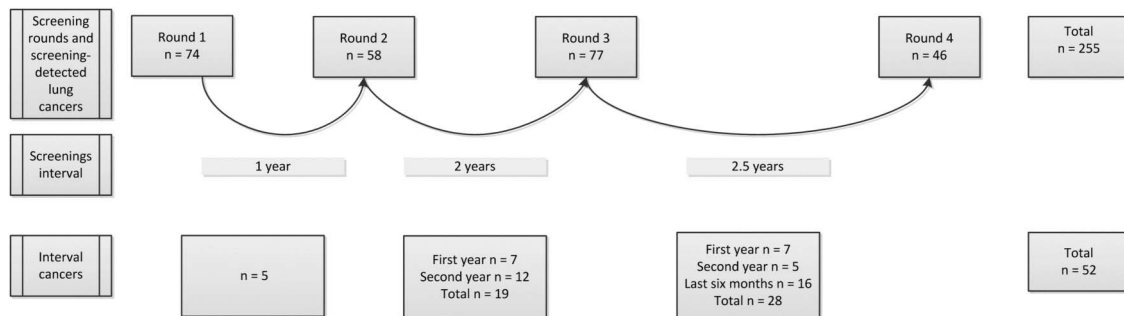 Screening
rounds and
screening-
detected lung
cancers
Round 1
n = 74
Round 2
n = 58
Round 3
n = 77
Round 4
n = 46
Total
n = 255
Screenings
interval
1 year
2 years
2.5 years
Interval
cancers
n = 5
First year n = 7
Second year n = 12
Total n = 19
First year n = 7
Second year n = 5
Last six months n = 16
Total n = 28
Total
n = 52